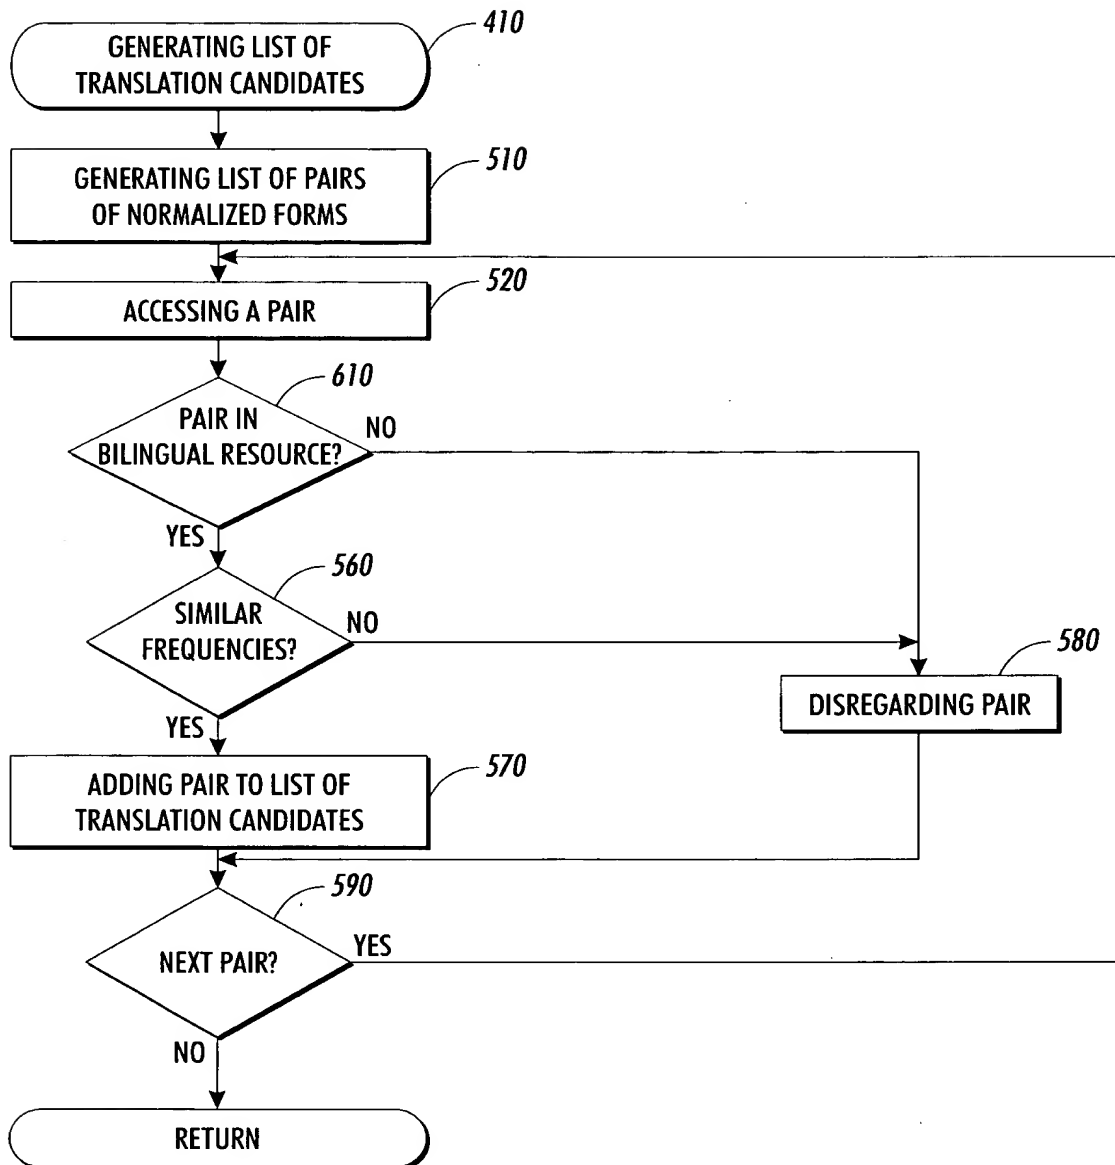 410
GENERATING LIST OF
TRANSLATION CANDIDATES
510
GENERATING LIST OF PAIRS
OF NORMALIZED FORMS
520
ACCESSING A PAIR
610
PAIR IN
BILINGUAL RESOURCE?
NO
YES
560
SIMILAR
FREQUENCIES?
NO
YES
580
DISREGARDING PAIR
570
ADDING PAIR TO LIST OF
TRANSLATION CANDIDATES
590
NEXT PAIR?
YES
NO
RETURN